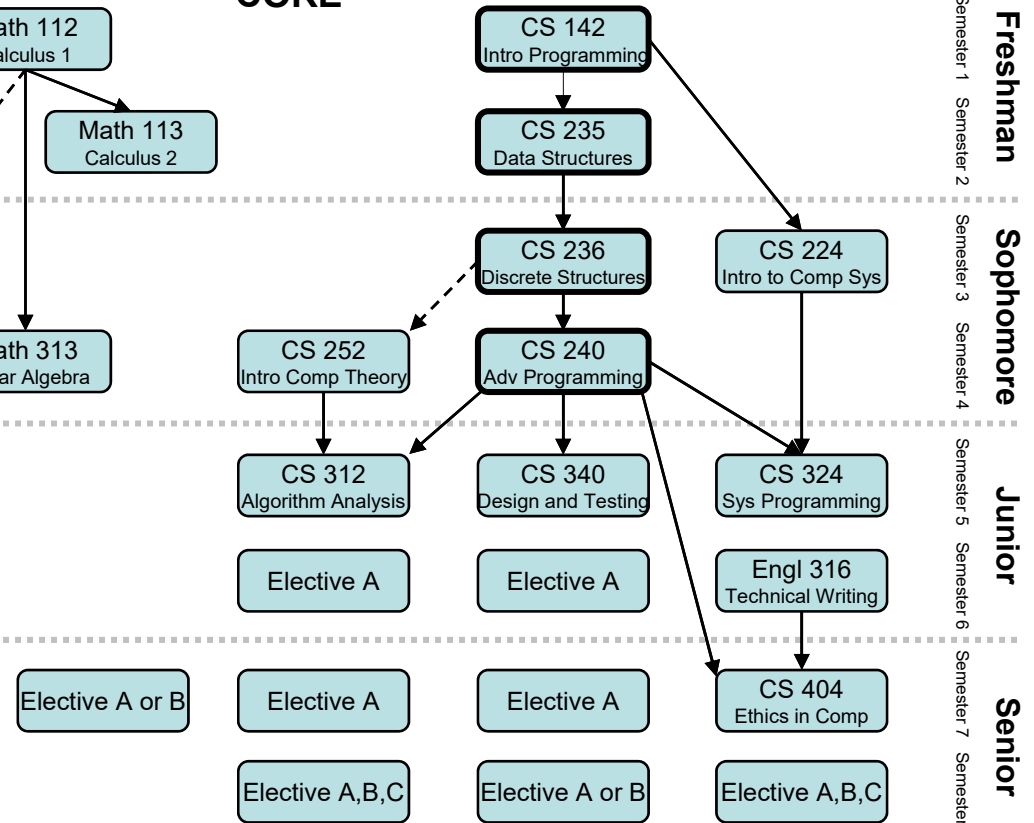 CORE
ath 112
alculus 1
CS 142
Intro Programming
Semester 1
Freshman
Math 113
Calculus 2
CS 235
Data Structures
Semester 2
CS 236
Discrete Structures
CS 224
Intro to Comp Sys
Semester 3
Sophomore
ath 313
ar Algebra
CS 252
Intro Comp Theory
CS 240
Adv Programming
Semester 4
CS 312
Algorithm Analysis
CS 340
Design and Testing
CS 324
Sys Programming
Semester 5
Junior
Elective A
Elective A
Engl 316
Technical Writing
Semester 6
Elective A or B
Elective A
Elective A
CS 404
Ethics in Comp
Semester 7
Senior
Elective A,B,C
Elective A or B
Elective A,B,C
Semester